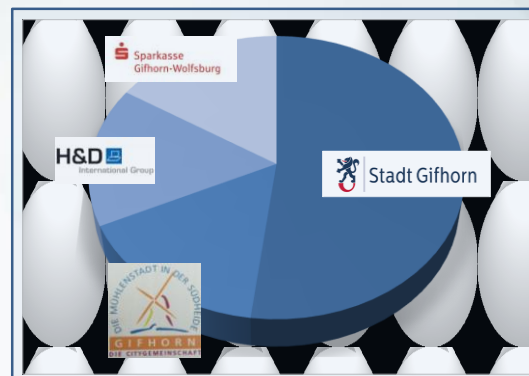 Sparkasse
Gifhorn-Wolfsburg
H&D
International Group
Stadt Gifhorn
DIE MÜHLENSTADT IN DER SÜDHEIDE
GIFHORN
DIE CITYGEMEINSCHAFT